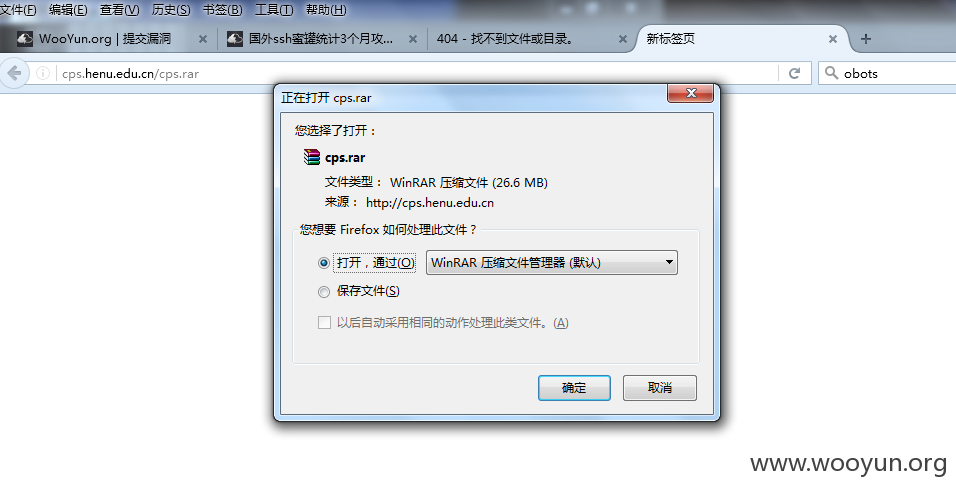 文件(F) 编辑(E) 查看(V) 历史(S) 书签(B) 工具(T) 帮助(H)
WooYun.org | 提交漏洞 × 国外ssh蜜罐统计3个月攻... × 404 - 找不到文件或目录。 × 新标签页 × +
cps.henu.edu.cn/cps.rar obots
正在打开 cps.rar
您选择了打开：
cps.rar
文件类型： WinRAR 压缩文件 (26.6 MB)
来源： http://cps.henu.edu.cn
您想要 Firefox 如何处理此文件？
打开，通过(O) WinRAR 压缩文件管理器 (默认)
保存文件(S)
以后自动采用相同的动作处理此类文件。(A)
确定 取消
www.wooyun.org